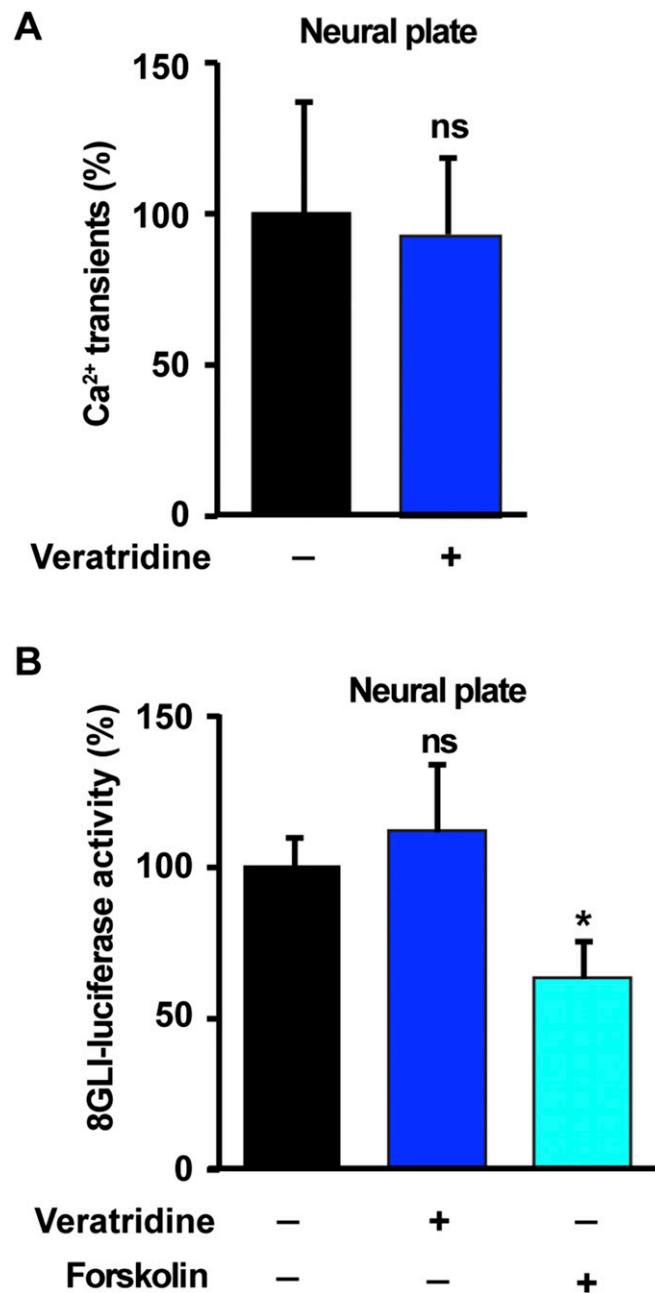 A
Neural plate
Ca²⁺ transients (%)
150
100
50
0
ns
Veratridine – +
B
Neural plate
8GLI-luciferase activity (%)
150
100
50
0
ns
*
Veratridine – + –
Forskolin – – +